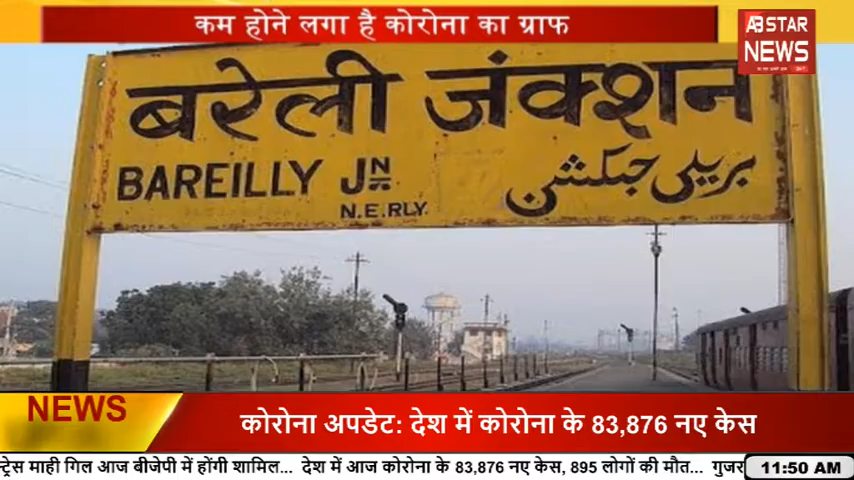 कम होने लगा है कोरोना का ग्राफ
AB STAR
NEWS
बरेली जंक्शन
BAREILLY JN
بریلی جنکشن
N.E.RLY.
NEWS
कोरोना अपडेट: देश में कोरोना के 83,876 नए केस
न्ट्रेस माही गिल आज बीजेपी में होंगी शामिल... देश में आज कोरोना के 83,876 नए केस, 895 लोगों की मौत... गुजर
11:50 AM